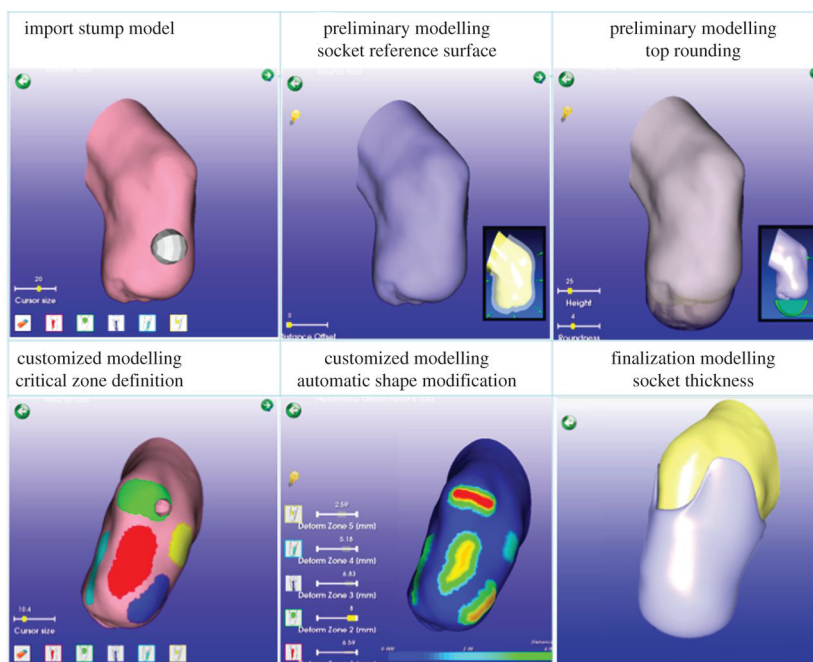 import stump model
preliminary modelling
socket reference surface
preliminary modelling
top rounding
20
Cursor size
0
istance Offset
25
Height
4
Roundness
customized modelling
critical zone definition
customized modelling
automatic shape modification
finalization modelling
socket thickness
10.4
Cursor size
2.59
Deform Zone 5 (mm)
5.18
Deform Zone 4 (mm)
6.83
Deform Zone 3 (mm)
8
Deform Zone 2 (mm)
6.59